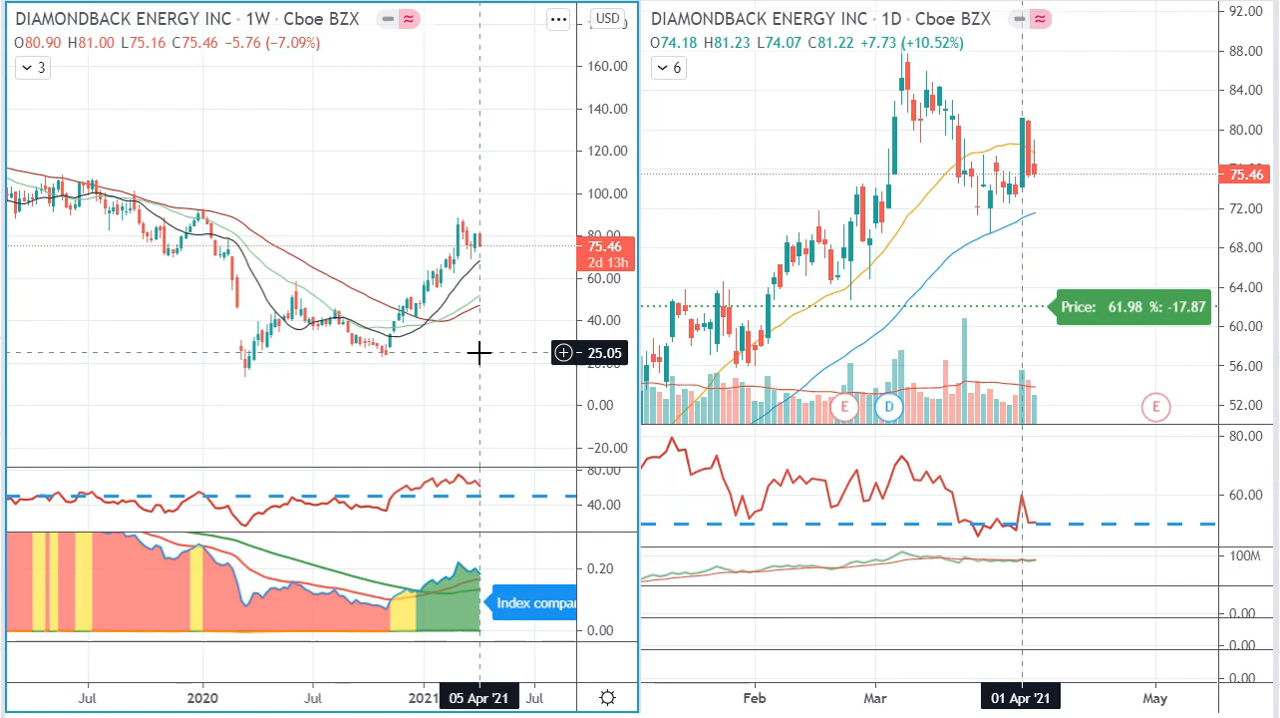 DIAMONDBACK ENERGY INC · 1W · Cboe BZX
O80.90 H81.00 L75.16 C75.46 −5.76 (−7.09%)
3
USD
160.00
140.00
120.00
100.00
80.00
75.46
2d 13h
60.00
40.00
25.05
20.00
0.00
−20.00
80.00
40.00
0.20
Index compa
0.00
Jul
2020
Jul
2021
05 Apr '21
Jul
DIAMONDBACK ENERGY INC · 1D · Cboe BZX
O74.18 H81.23 L74.07 C81.22 +7.73 (+10.52%)
6
92.00
88.00
84.00
80.00
75.46
72.00
68.00
64.00
Price: 61.98 %: -17.87
60.00
56.00
52.00
E
D
E
80.00
60.00
100M
0.00
0.00
0.00
Feb
Mar
01 Apr '21
May